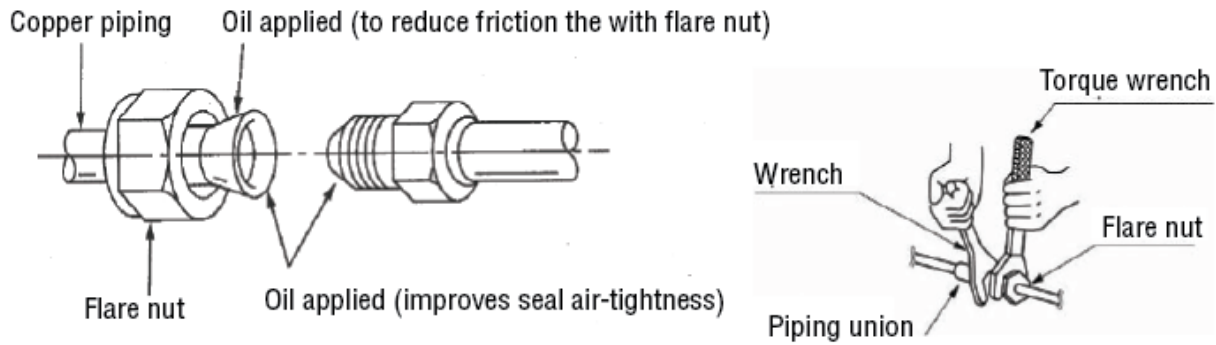 Copper piping
Oil applied (to reduce friction the with flare nut)
Flare nut
Oil applied (improves seal air-tightness)
Torque wrench
Wrench
Flare nut
Piping union